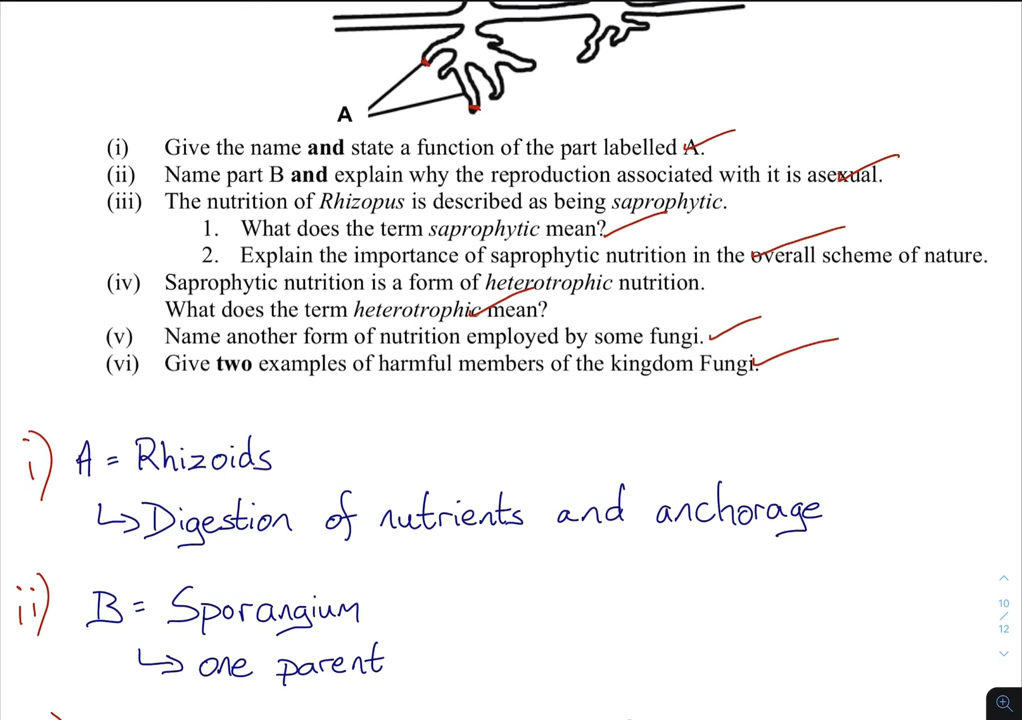 A
(i) Give the name and state a function of the part labelled A.
(ii) Name part B and explain why the reproduction associated with it is asexual.
(iii) The nutrition of Rhizopus is described as being saprophytic.
1. What does the term saprophytic mean?
2. Explain the importance of saprophytic nutrition in the overall scheme of nature.
(iv) Saprophytic nutrition is a form of heterotrophic nutrition.
What does the term heterotrophic mean?
(v) Name another form of nutrition employed by some fungi.
(vi) Give two examples of harmful members of the kingdom Fungi.
i) A = Rhizoids
↳ Digestion of nutrients and anchorage
ii) B = Sporangium
↳ one parent
10
/
12